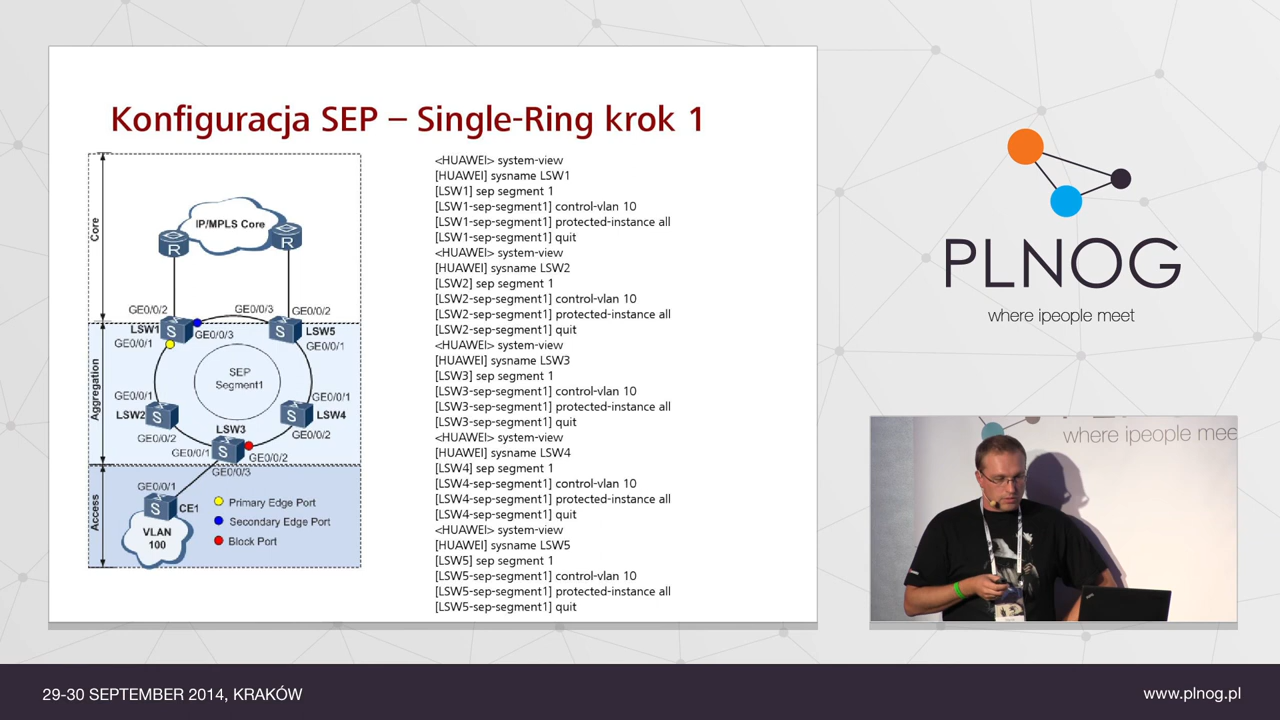 Konfiguracja SEP – Single-Ring krok 1
Core
IP/MPLS Core
R
R
GE0/0/2
GE0/0/3
GE0/0/2
LSW1
S
GE0/0/3
S
LSW5
GE0/0/1
GE0/0/1
Aggregation
SEP
Segment1
GE0/0/1
GE0/0/1
LSW2
S
S
LSW4
GE0/0/2
LSW3
GE0/0/2
GE0/0/1
S
GE0/0/2
GE0/0/3
Access
GE0/0/1
S
CE1
VLAN
100
Primary Edge Port
Secondary Edge Port
Block Port
<HUAWEI> system-view
[HUAWEI] sysname LSW1
[LSW1] sep segment 1
[LSW1-sep-segment1] control-vlan 10
[LSW1-sep-segment1] protected-instance all
[LSW1-sep-segment1] quit
<HUAWEI> system-view
[HUAWEI] sysname LSW2
[LSW2] sep segment 1
[LSW2-sep-segment1] control-vlan 10
[LSW2-sep-segment1] protected-instance all
[LSW2-sep-segment1] quit
<HUAWEI> system-view
[HUAWEI] sysname LSW3
[LSW3] sep segment 1
[LSW3-sep-segment1] control-vlan 10
[LSW3-sep-segment1] protected-instance all
[LSW3-sep-segment1] quit
<HUAWEI> system-view
[HUAWEI] sysname LSW4
[LSW4] sep segment 1
[LSW4-sep-segment1] control-vlan 10
[LSW4-sep-segment1] protected-instance all
[LSW4-sep-segment1] quit
<HUAWEI> system-view
[HUAWEI] sysname LSW5
[LSW5] sep segment 1
[LSW5-sep-segment1] control-vlan 10
[LSW5-sep-segment1] protected-instance all
[LSW5-sep-segment1] quit
PLNOG
where ipeople meet
where ipeople mee
29-30 SEPTEMBER 2014, KRAKÓW
www.plnog.pl